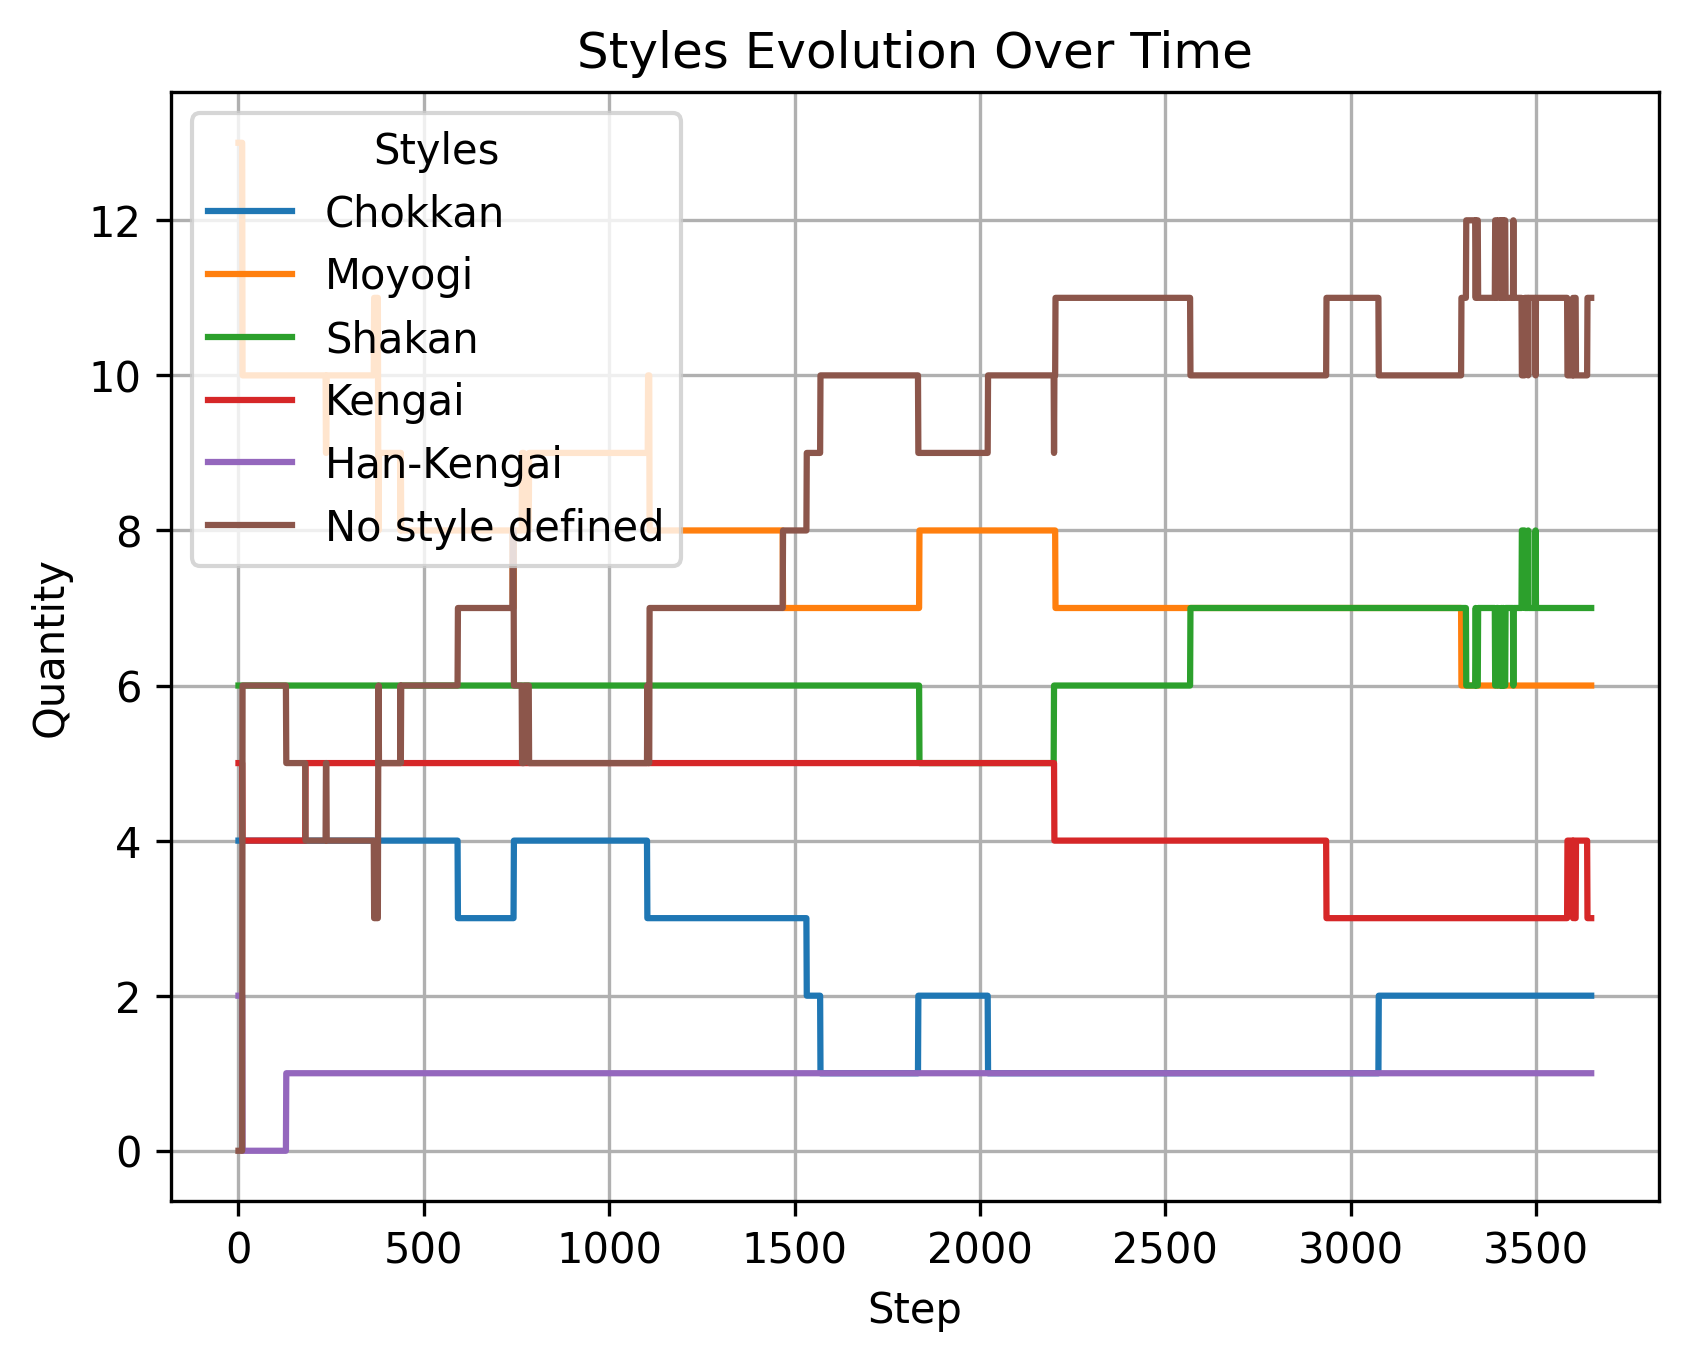 Styles Evolution Over Time
Styles
Chokkan
Moyogi
Shakan
Kengai
Han-Kengai
No style defined
Quantity
12
10
8
6
4
2
0
0 500 1000 1500 2000 2500 3000 3500
Step